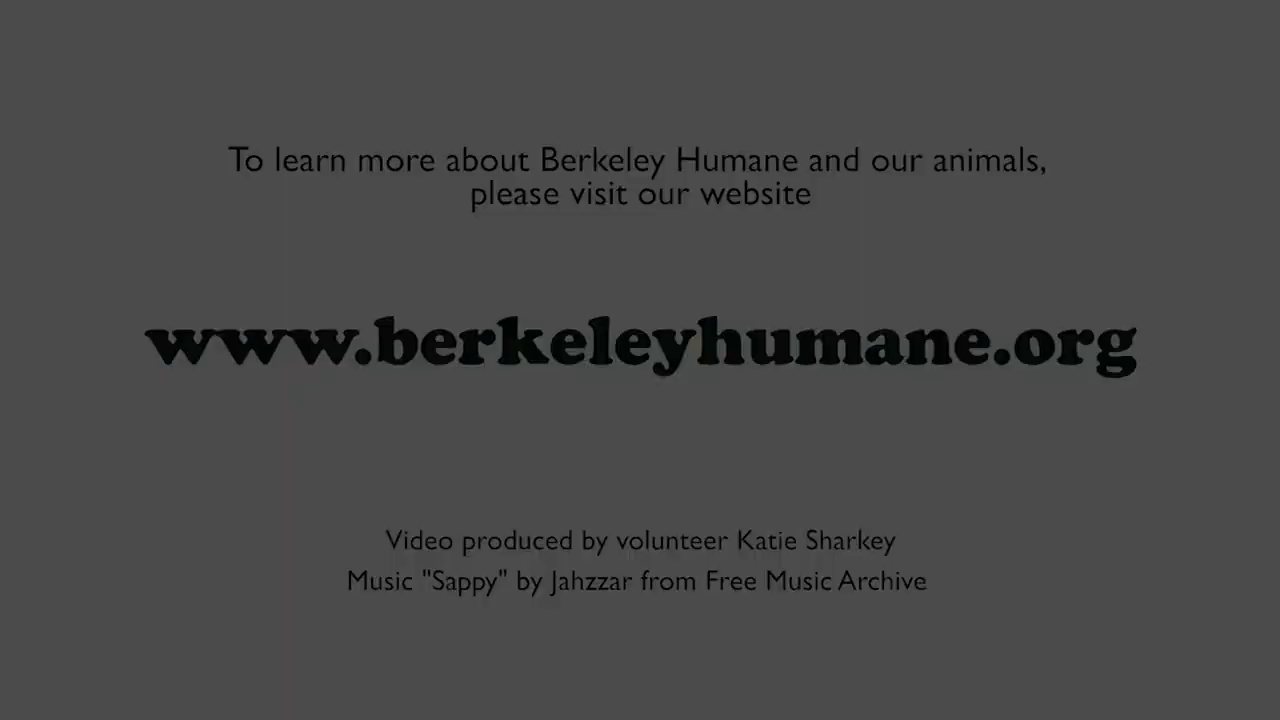 To learn more about Berkeley Humane and our animals,
please visit our website
www.berkeleyhumane.org
Video produced by volunteer Katie Sharkey
Music "Sappy" by Jahzzar from Free Music Archive